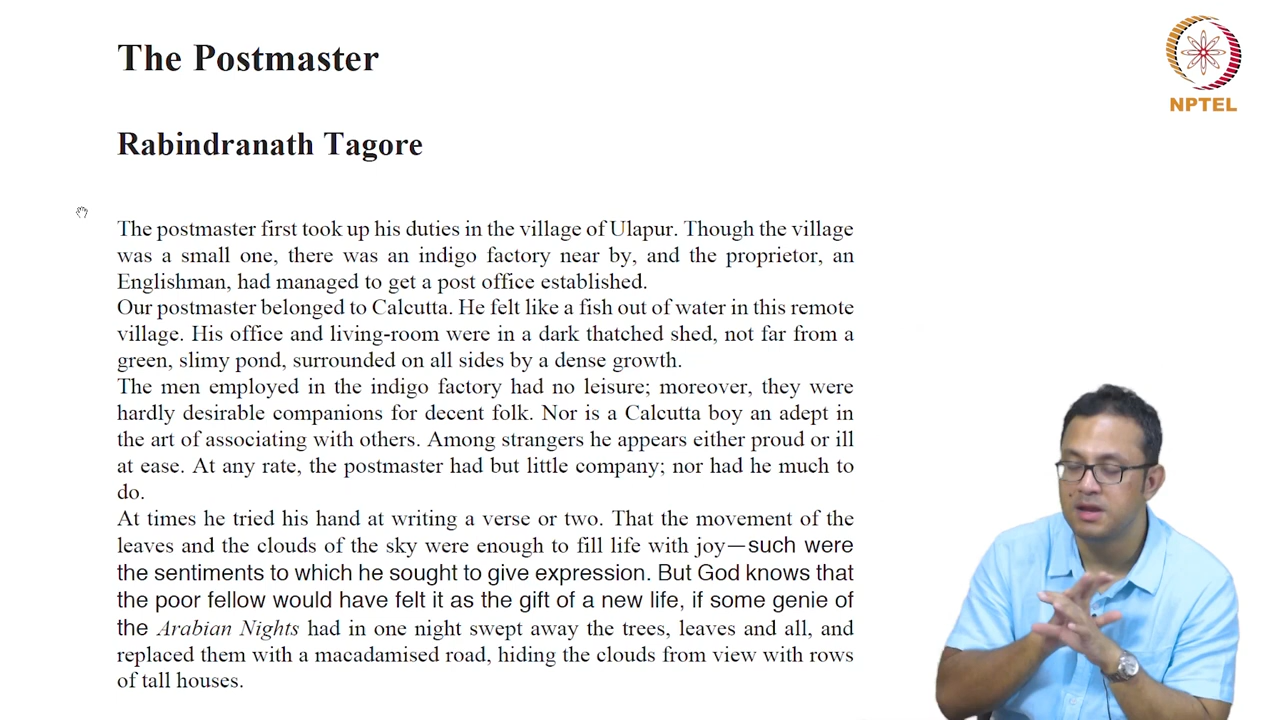 The Postmaster
NPTEL
Rabindranath Tagore
The postmaster first took up his duties in the village of Ulapur. Though the village
was a small one, there was an indigo factory near by, and the proprietor, an
Englishman, had managed to get a post office established.
Our postmaster belonged to Calcutta. He felt like a fish out of water in this remote
village. His office and living-room were in a dark thatched shed, not far from a
green, slimy pond, surrounded on all sides by a dense growth.
The men employed in the indigo factory had no leisure; moreover, they were
hardly desirable companions for decent folk. Nor is a Calcutta boy an adept in
the art of associating with others. Among strangers he appears either proud or ill
at ease. At any rate, the postmaster had but little company; nor had he much to
do.
At times he tried his hand at writing a verse or two. That the movement of the
leaves and the clouds of the sky were enough to fill life with joy—such were
the sentiments to which he sought to give expression. But God knows that
the poor fellow would have felt it as the gift of a new life, if some genie of
the Arabian Nights had in one night swept away the trees, leaves and all, and
replaced them with a macadamised road, hiding the clouds from view with rows
of tall houses.